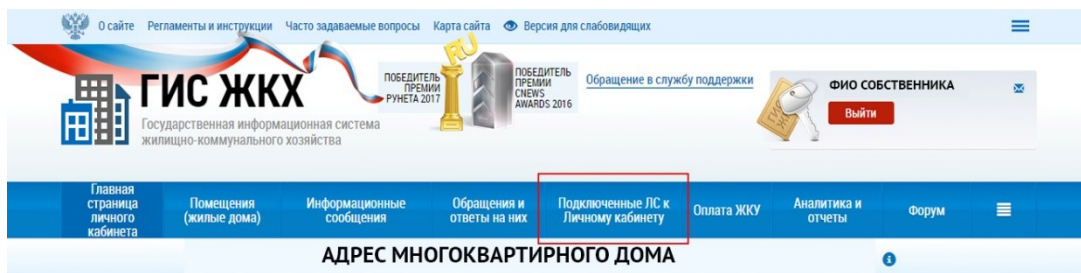 О сайте Регламенты и инструкции Часто задаваемые вопросы Карта сайта Версия для слабовидящих
ГИС ЖКХ
Государственная информационная система
жилищно-коммунального хозяйства
ПОБЕДИТЕЛЬ
ПРЕМИИ
РУНЕТА 2017
RU
ПОБЕДИТЕЛЬ
ПРЕМИИ
CNEWS
AWARDS 2016
Обращение в службу поддержки
ГИС ЖКХ
ФИО СОБСТВЕННИКА
Выйти
Главная
страница
личного
кабинета
Помещения
(жилые дома)
Информационные
сообщения
Обращения и
ответы на них
Подключенные ЛС к
Личному кабинету
Оплата ЖКУ
Аналитика и
отчеты
Форум
АДРЕС МНОГОКВАРТИРНОГО ДОМА